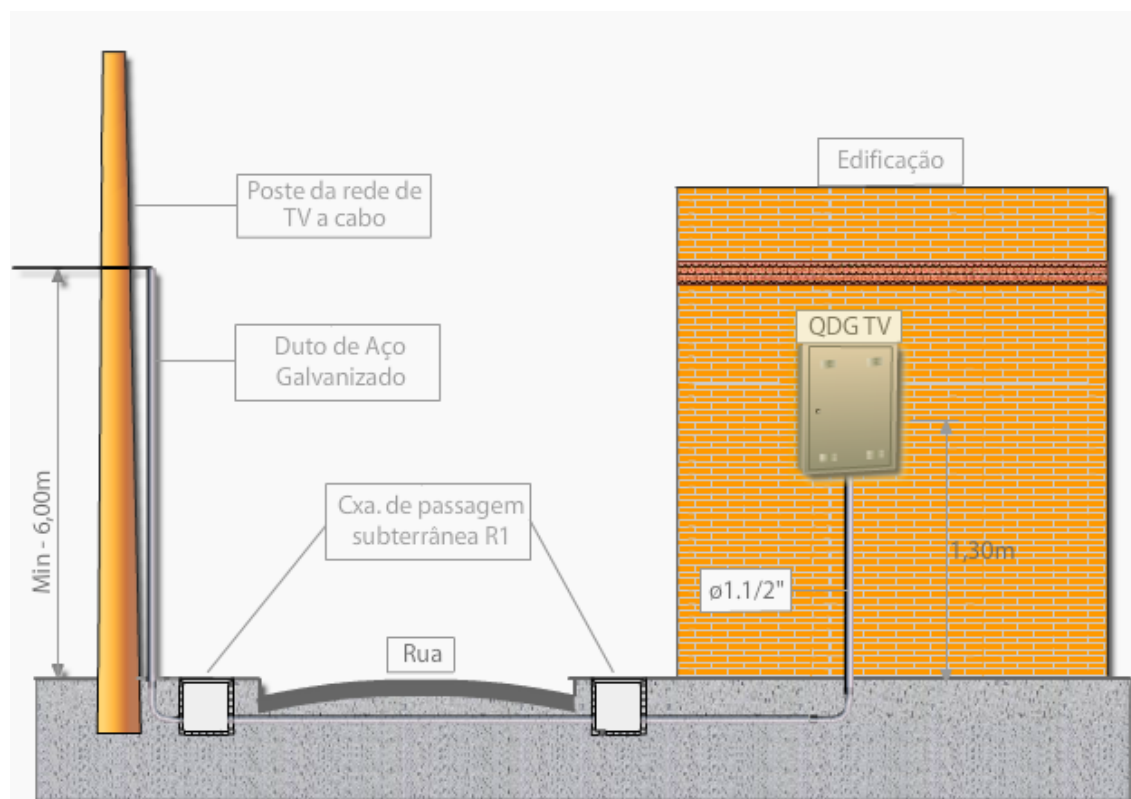 Edificação
Poste da rede de
TV a cabo
QDG TV
Duto de Aço
Galvanizado
Min - 6,00m
Cxa. de passagem
subterrânea R1
1,30m
ø1.1/2"
Rua